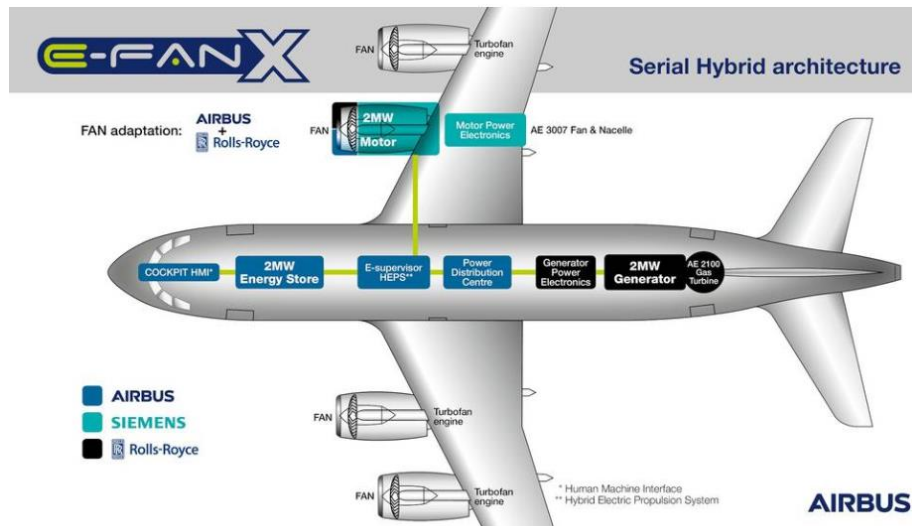 E-FAN X
Serial Hybrid architecture
FAN
Turbofan
engine
FAN adaptation:
AIRBUS
+
Rolls-Royce
FAN
2MW
Motor
Motor Power
Electronics
AE 3007 Fan & Nacelle
COCKPIT HMI*
2MW
Energy Store
E-supervisor
HEPS**
Power
Distribution
Centre
Generator
Power
Electronics
2MW
Generator
AE 2100
Gas
Turbine
AIRBUS
SIEMENS
Rolls-Royce
FAN
Turbofan
engine
FAN
Turbofan
engine
* Human Machine Interface
** Hybrid Electric Propulsion System
AIRBUS